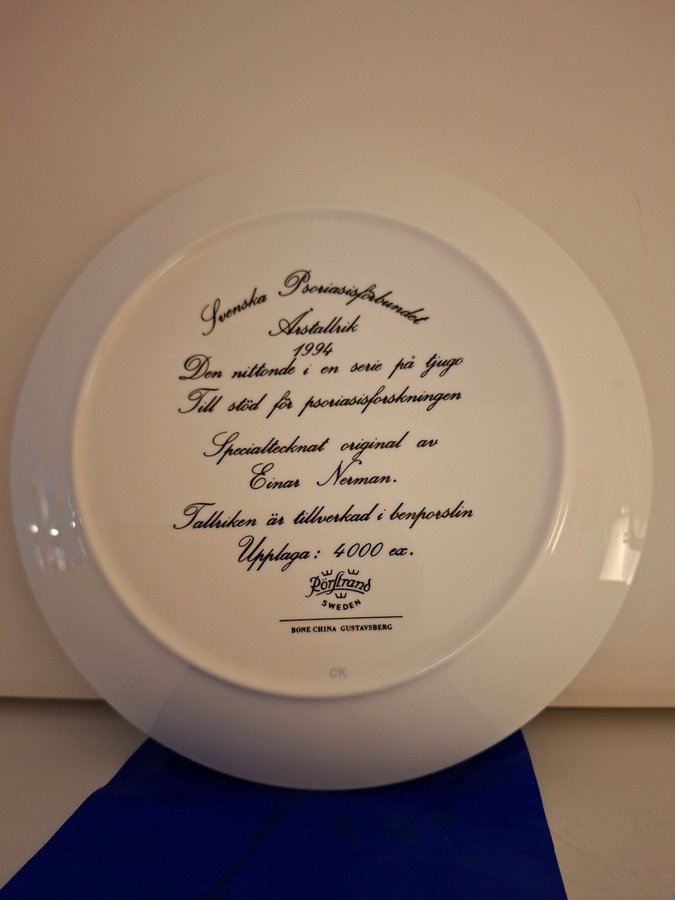 Svenska Psoriasisförbundet
Årstallrik
1994
Den nittonde i en serie på tjugo
Till stöd för psoriasisforskningen
Specialtecknat original av
Einar Nerman.
Tallriken är tillverkad i benporslin
Upplaga: 4000 ex.
Rörstrand
SWEDEN
BONE CHINA GUSTAVSBERG
CK